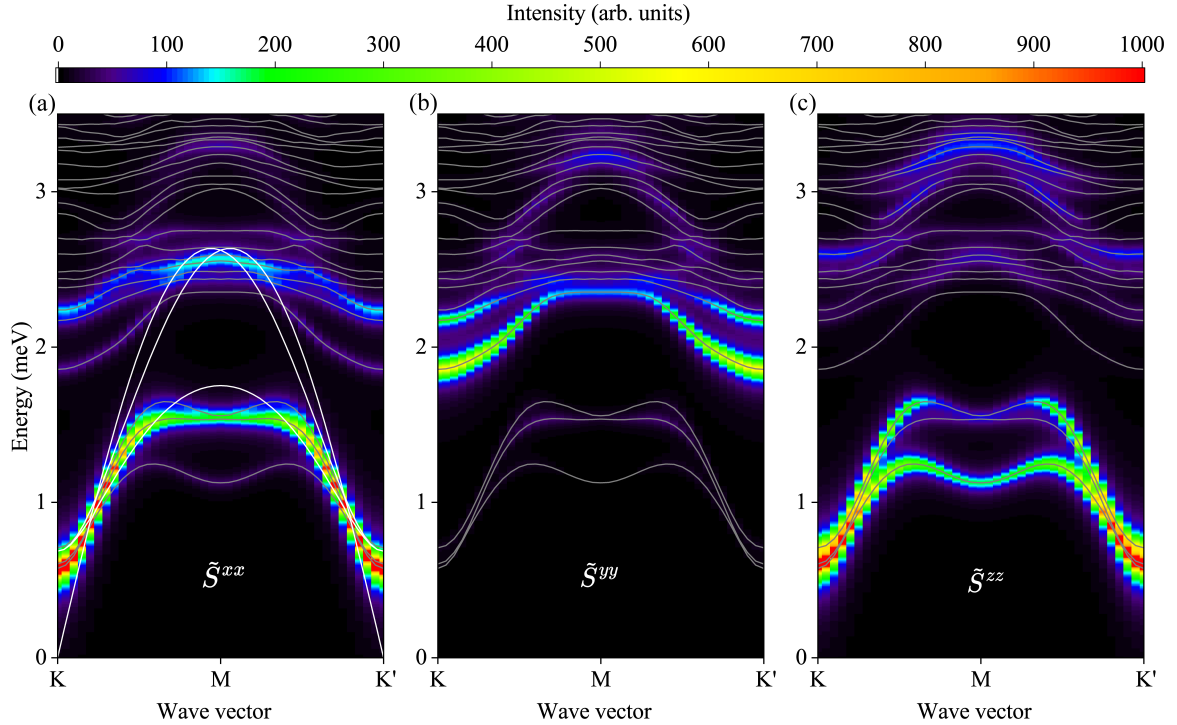 Intensity (arb. units)
0 100 200 300 400 500 600 700 800 900 1000
(a) (b) (c)
3
2
1
0
Energy (meV)
S̃ˣˣ S̃ʸʸ S̃ᶻᶻ
K M K' K M K' K M K'
Wave vector Wave vector Wave vector